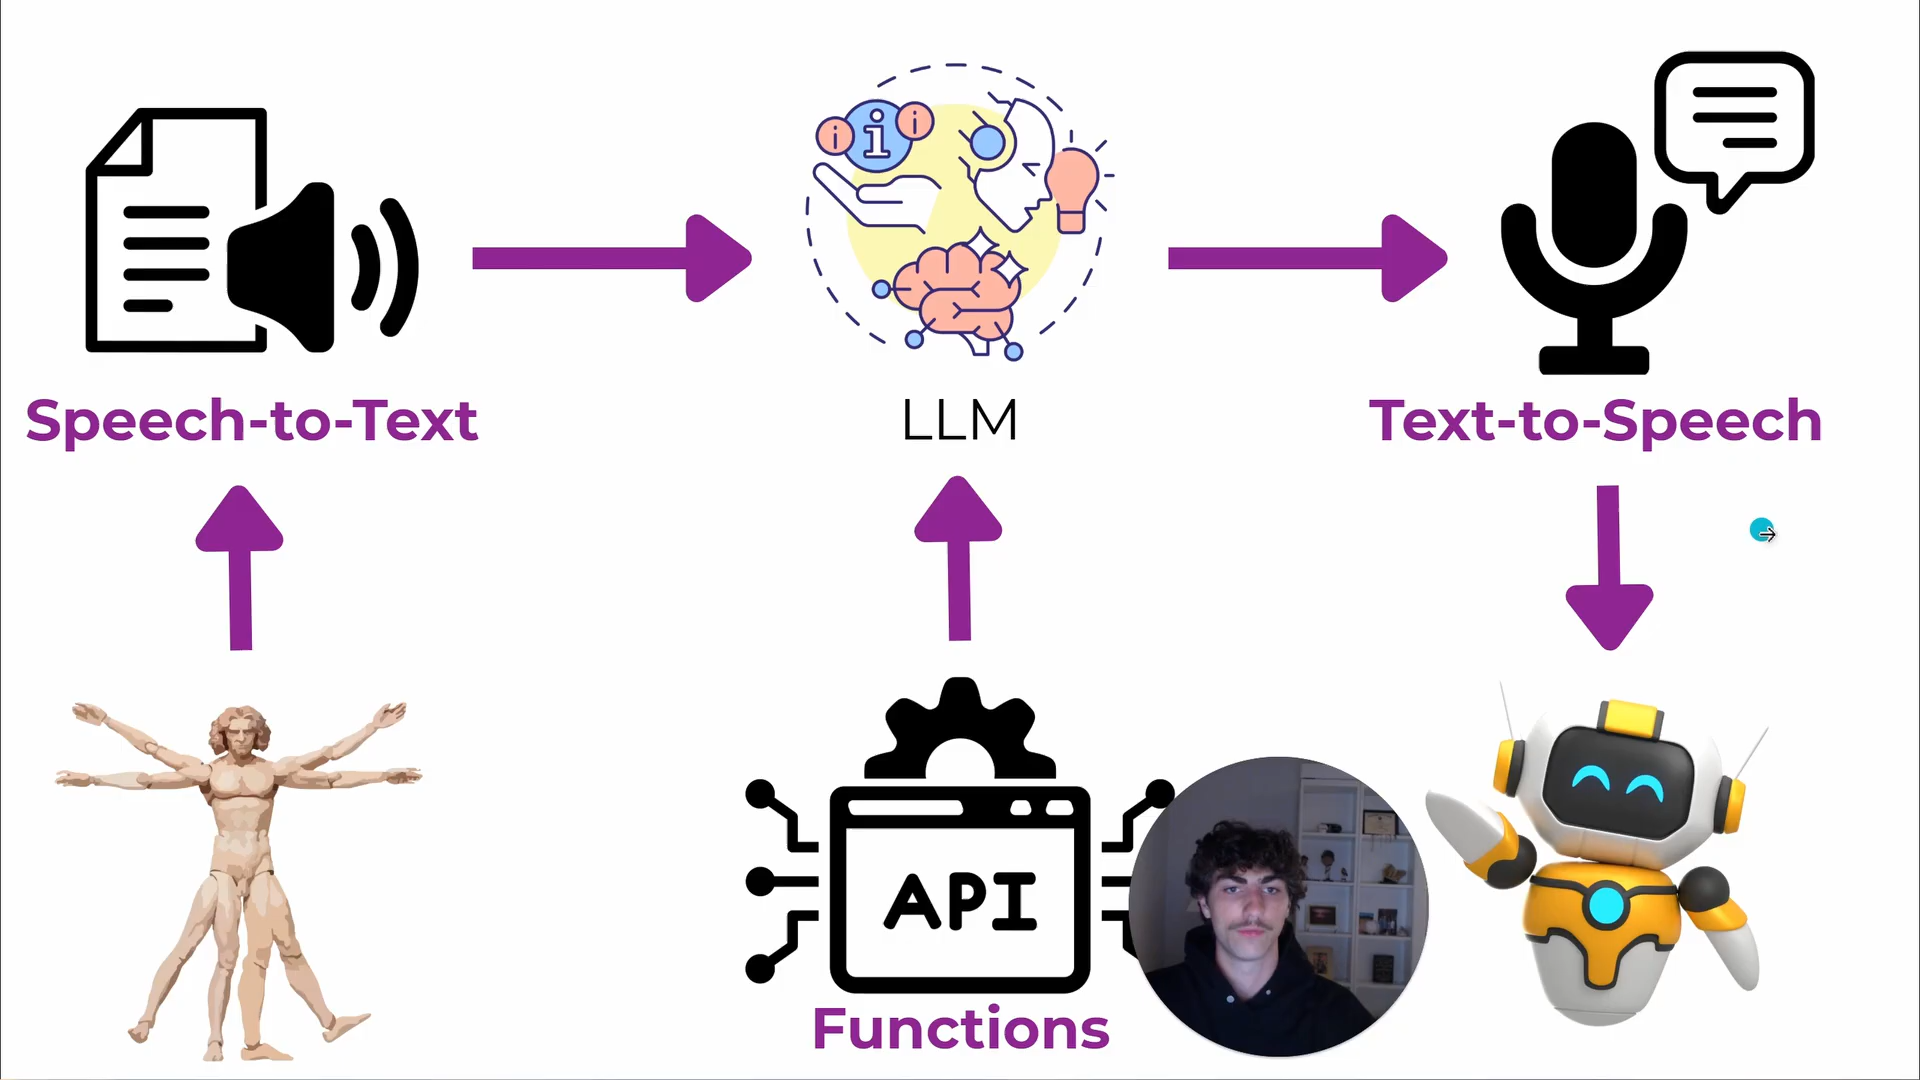 Speech-to-Text
LLM
Text-to-Speech
API
Functions